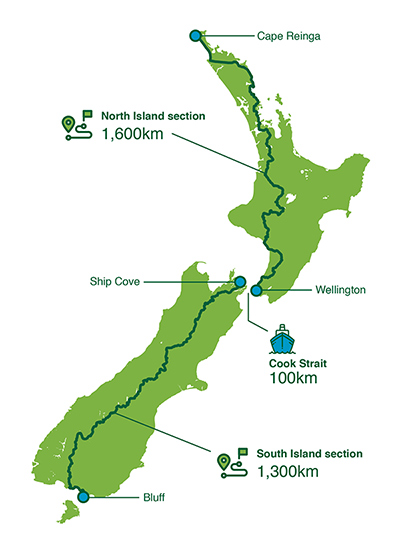 Cape Reinga
North Island section
1,600km
Ship Cove
Wellington
Cook Strait
100km
South Island section
1,300km
Bluff